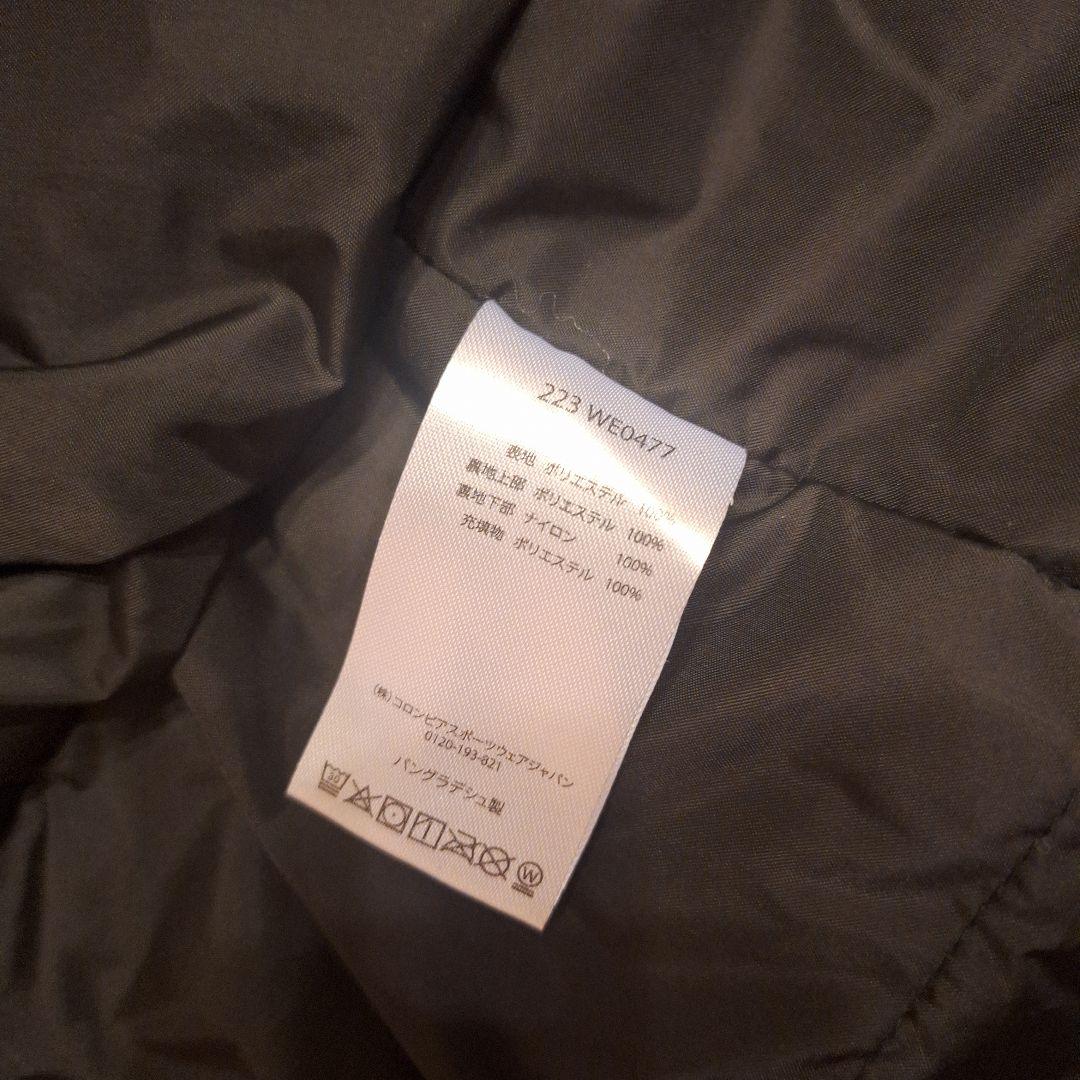 223 WE0477
表地 ポリエステル 100%
裏地上部 ポリエステル 100%
裏地下部 ナイロン 100%
充填物 ポリエステル 100%
(株)コロンビアスポーツウェアジャパン
0120-193-821
バングラデシュ製
30
W